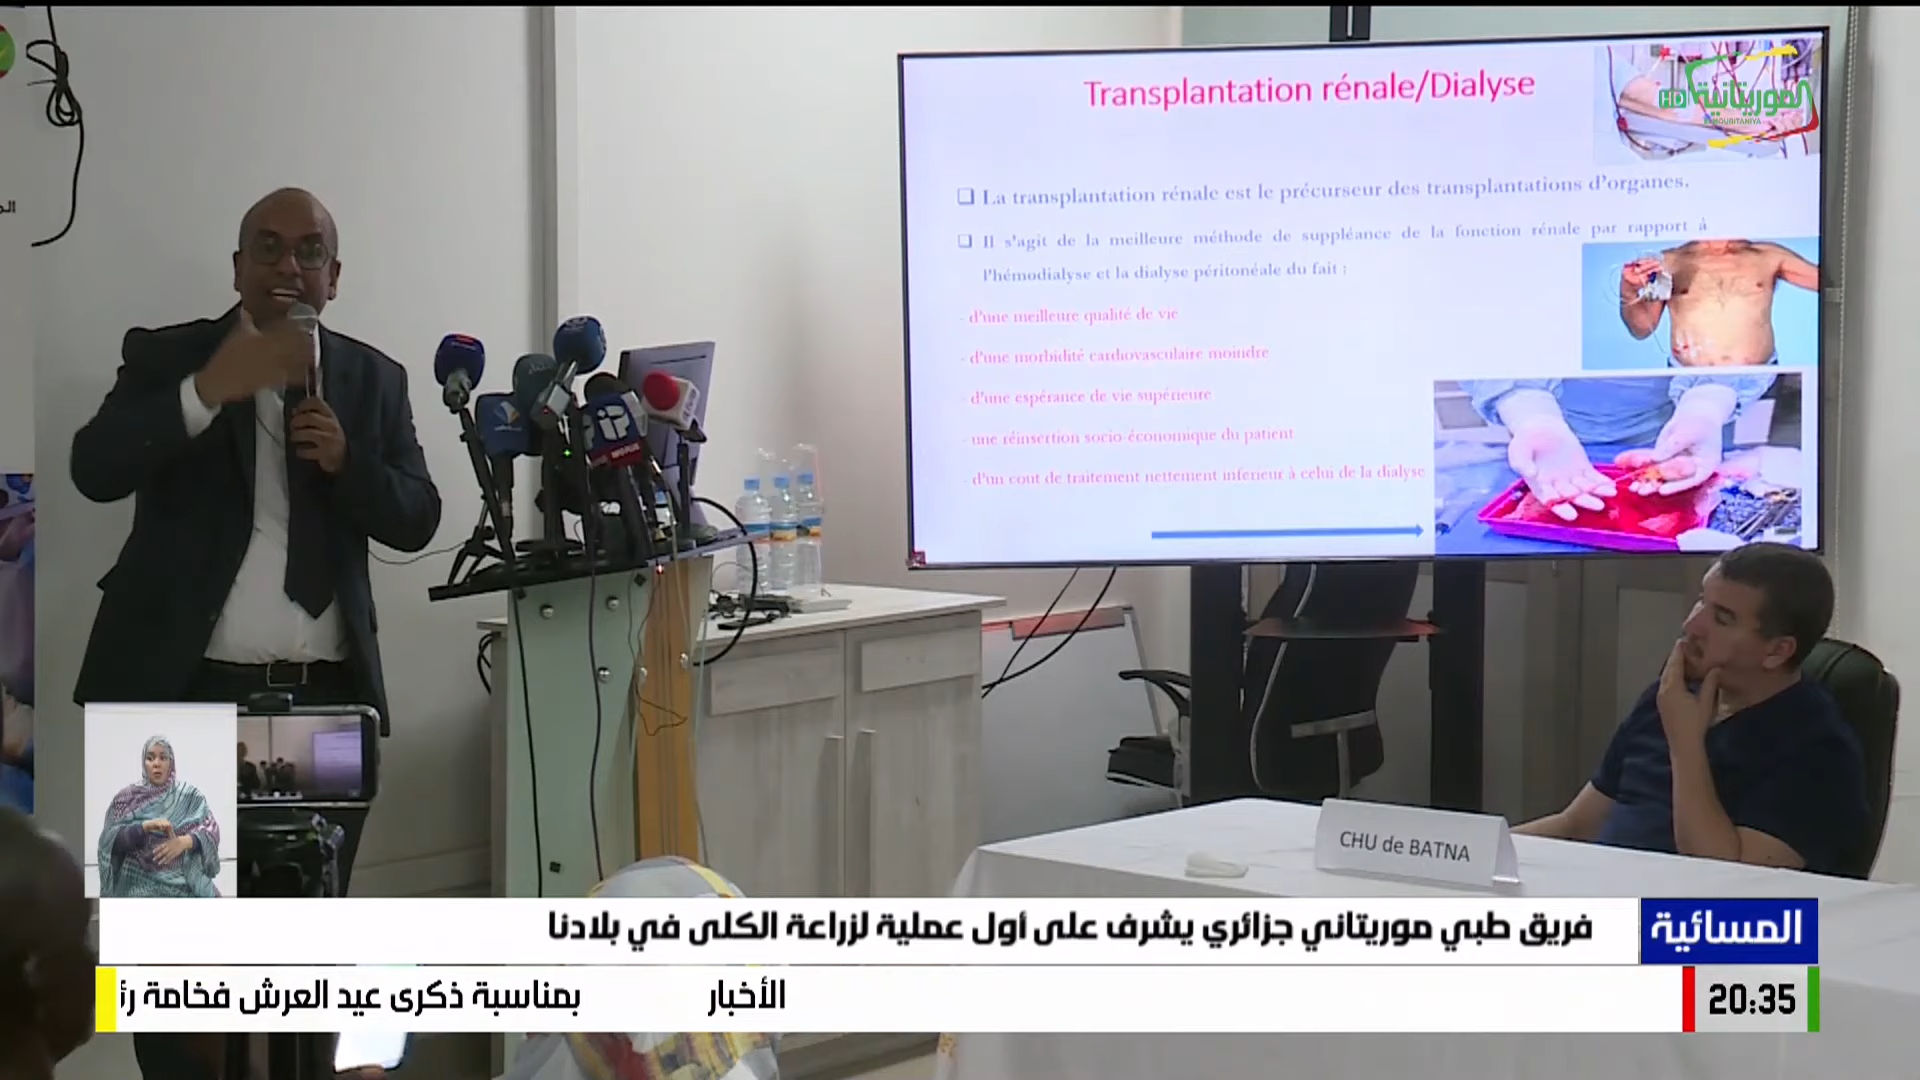 Transplantation rénale/Dialyse
HD الموريتانية
ELMOURITANIYA
❑ La transplantation rénale est le précurseur des transplantations d'organes.
❑ Il s'agit de la meilleure méthode de suppléance de la fonction rénale par rapport à
l'hémodialyse et la dialyse péritonéale du fait :
- d'une meilleure qualité de vie
- d'une morbidité cardiovasculaire moindre
- d'une espérance de vie supérieure
- une réinsertion socio-économique du patient
- d'un cout de traitement nettement inferieur à celui de la dialyse
CHU de BATNA
المسائية
فريق طبي موريتاني جزائري يشرف على أول عملية لزراعة الكلى في بلادنا
20:35
الأخبار
بمناسبة ذكرى عيد العرش فخامة